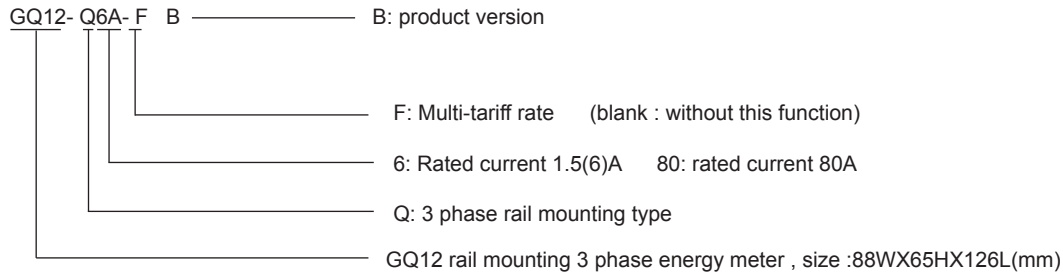 GQ12- Q6A- F B B: product version
F: Multi-tariff rate (blank : without this function)
6: Rated current 1.5(6)A 80: rated current 80A
Q: 3 phase rail mounting type
GQ12 rail mounting 3 phase energy meter , size :88WX65HX126L(mm)